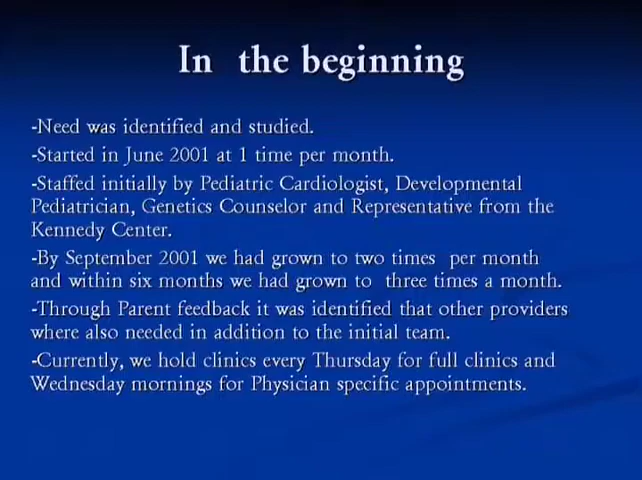 In the beginning
-Need was identified and studied.
-Started in June 2001 at 1 time per month.
-Staffed initially by Pediatric Cardiologist, Developmental
Pediatrician, Genetics Counselor and Representative from the
Kennedy Center.
-By September 2001 we had grown to two times per month
and within six months we had grown to three times a month.
-Through Parent feedback it was identified that other providers
where also needed in addition to the initial team.
-Currently, we hold clinics every Thursday for full clinics and
Wednesday mornings for Physician specific appointments.